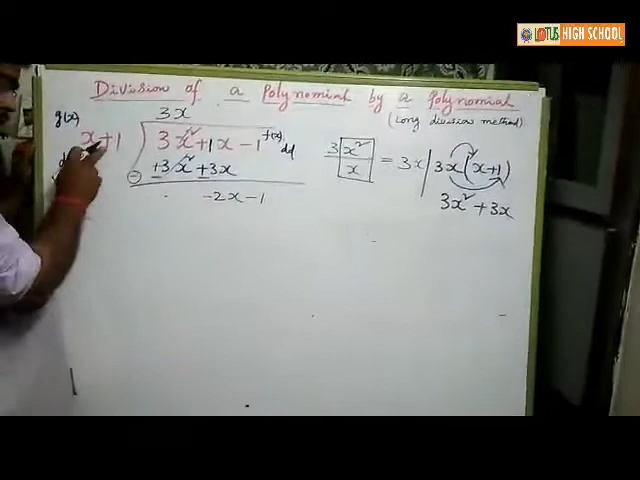 LOTUS HIGH SCHOOL
Division of a Polynomial by a Polynomial
(Long division method)
g(x)
3x
x+1 ) 3x²+1x-1 f(x)
dd
+3x²+3x
(-)
-2x-1
3x²/x = 3x
3x(x+1)
3x²+3x